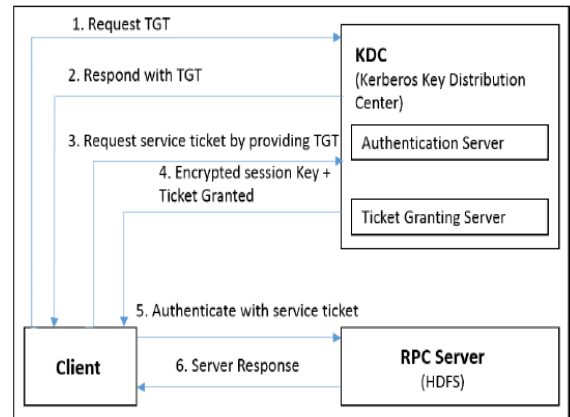 1. Request TGT
KDC
(Kerberos Key Distribution
Center)
2. Respond with TGT
3. Request service ticket by providing TGT
Authentication Server
4. Encrypted session Key +
Ticket Granted
Ticket Granting Server
5. Authenticate with service ticket
Client
6. Server Response
RPC Server
(HDFS)